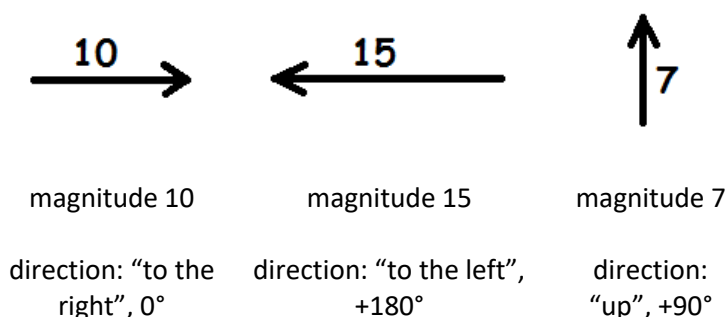 10
15
7
magnitude 10
magnitude 15
magnitude 7
direction: “to the
right”, 0°
direction: “to the left”,
+180°
direction:
“up”, +90°